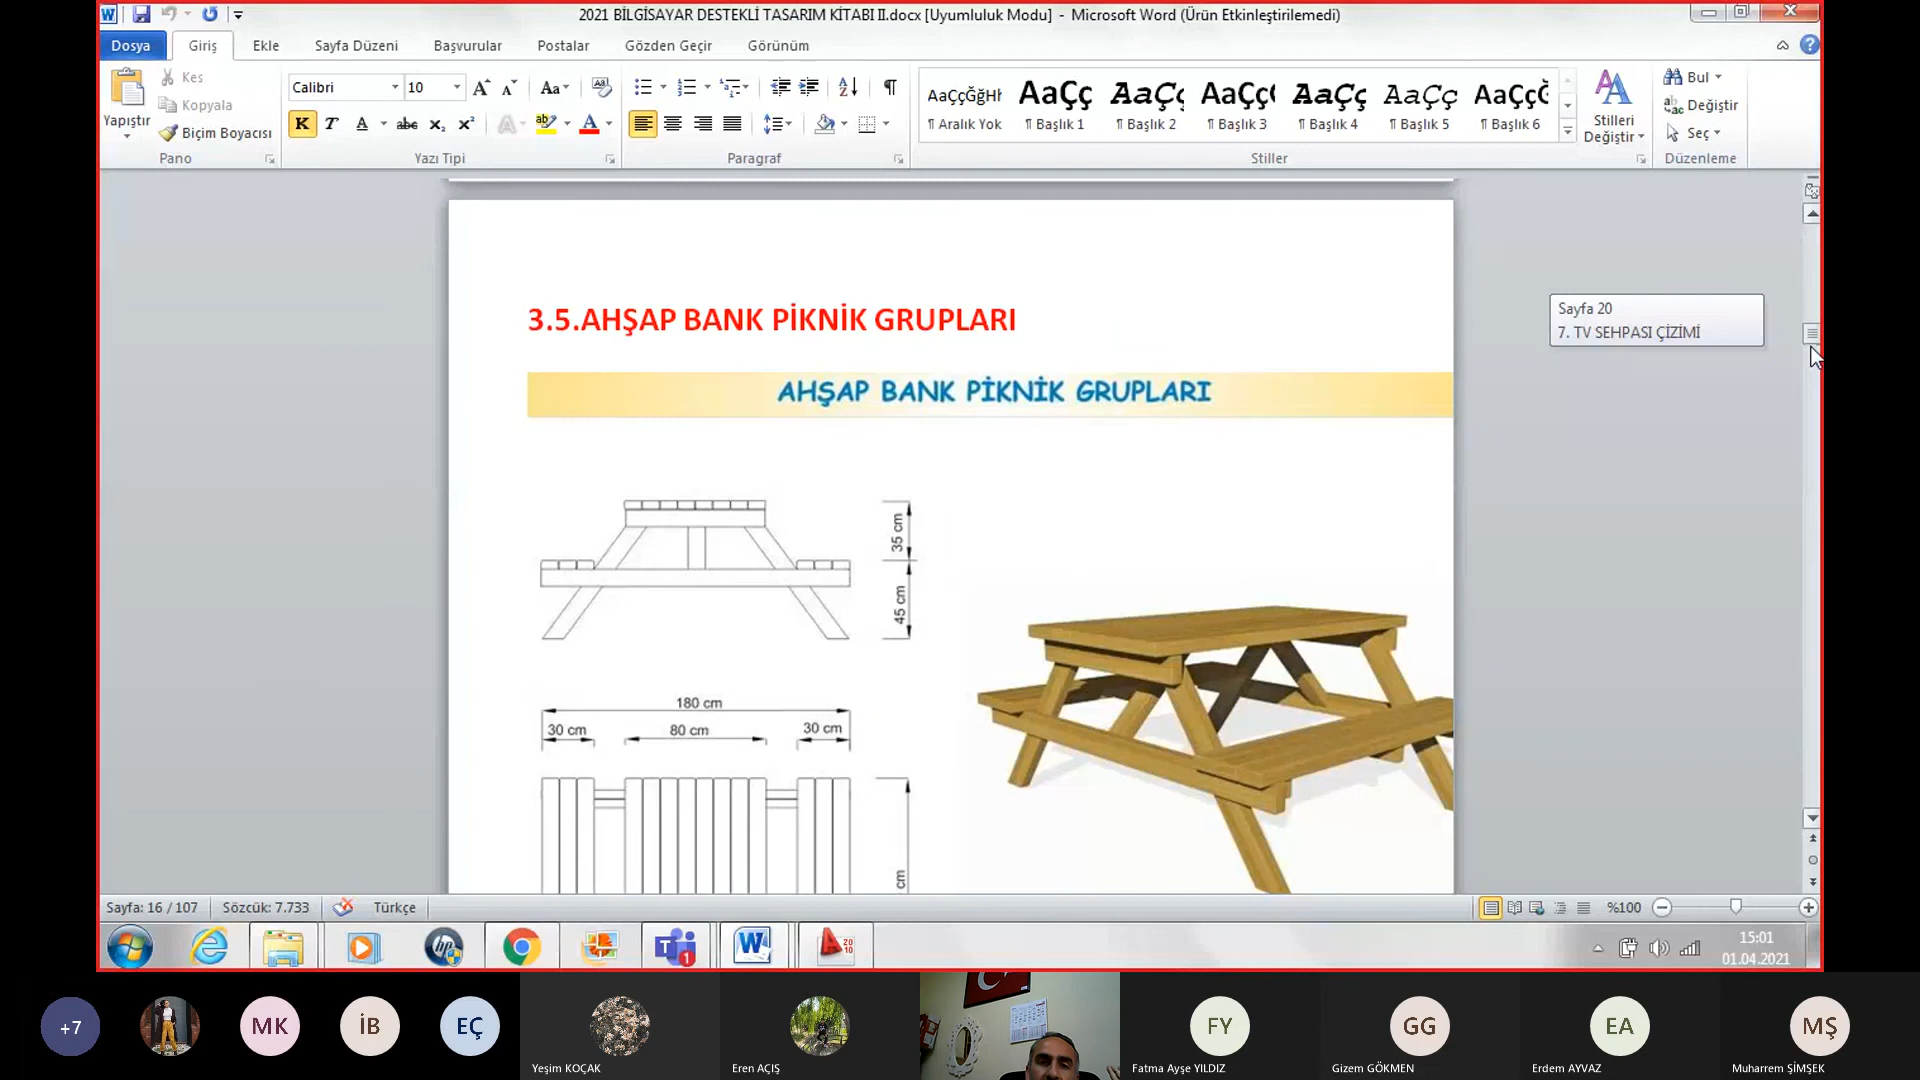 2021 BİLGİSAYAR DESTEKLİ TASARIM KİTABI II.docx [Uyumluluk Modu] - Microsoft Word (Ürün Etkinleştirilemedi)
Dosya Giriş Ekle Sayfa Düzeni Başvurular Postalar Gözden Geçir Görünüm
Yapıştır
Kes
Kopyala
Biçim Boyacısı
Pano
Calibri 10
Yazı Tipi
Paragraf
AaÇçĞğHł AaÇç AaÇç AaÇç( AaÇç AaÇç AaÇçĞ
¶ Aralık Yok ¶ Başlık 1 ¶ Başlık 2 ¶ Başlık 3 ¶ Başlık 4 ¶ Başlık 5 ¶ Başlık 6
Stiller
Stilleri Değiştir
Bul
Değiştir
Seç
Düzenleme
3.5.AHŞAP BANK PİKNİK GRUPLARI
AHŞAP BANK PİKNİK GRUPLARI
35 cm
45 cm
180 cm
30 cm 80 cm 30 cm
cm
Sayfa 20
7. TV SEHPASI ÇİZİMİ
Sayfa: 16 / 107 Sözcük: 7.733 Türkçe %100
15:01
01.04.2021
+7 MK İB EÇ FY GG EA MŞ
Yeşim KOÇAK Eren AÇIŞ Fatma Ayşe YILDIZ Gizem GÖKMEN Erdem AYVAZ Muharrem ŞİMŞEK